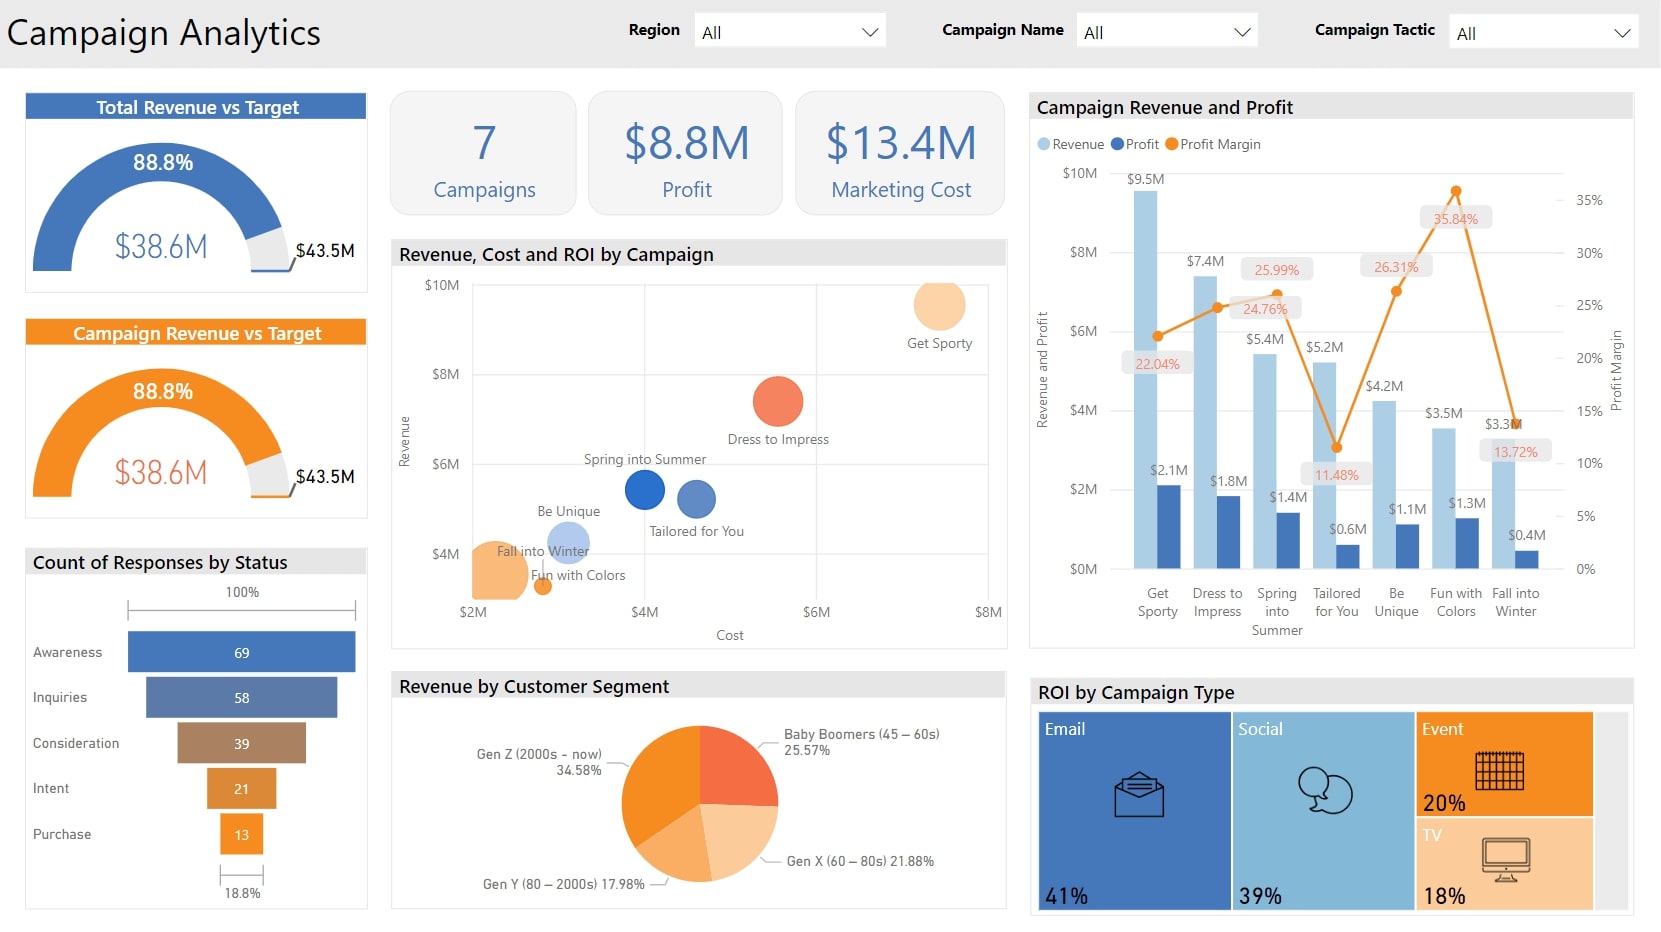 Campaign Analytics
Region
All
Campaign Name
All
Campaign Tactic
All
Total Revenue vs Target
88.8%
$38.6M
$43.5M
Campaign Revenue vs Target
88.8%
$38.6M
$43.5M
Count of Responses by Status
100%
Awareness
69
Inquiries
58
Consideration
39
Intent
21
Purchase
13
18.8%
7
Campaigns
$8.8M
Profit
$13.4M
Marketing Cost
Revenue, Cost and ROI by Campaign
$10M
$8M
$6M
$4M
Revenue
Get Sporty
Dress to Impress
Spring into Summer
Tailored for You
Be Unique
Fall into Winter
Fun with Colors
$2M
$4M
$6M
$8M
Cost
Revenue by Customer Segment
Baby Boomers (45 – 60s)
25.57%
Gen Z (2000s - now)
34.58%
Gen X (60 – 80s) 21.88%
Gen Y (80 – 2000s) 17.98%
Campaign Revenue and Profit
Revenue
Profit
Profit Margin
$10M
$8M
$6M
$4M
$2M
$0M
Revenue and Profit
35%
30%
25%
20%
15%
10%
5%
0%
Profit Margin
$9.5M
$7.4M
$5.4M
$5.2M
$4.2M
$3.5M
$3.3M
$2.1M
$1.8M
$1.4M
$0.6M
$1.1M
$1.3M
$0.4M
22.04%
24.76%
25.99%
11.48%
26.31%
35.84%
13.72%
Get
Sporty
Dress to
Impress
Spring
into
Summer
Tailored
for You
Be
Unique
Fun with
Colors
Fall into
Winter
ROI by Campaign Type
Email
41%
Social
39%
Event
20%
TV
18%